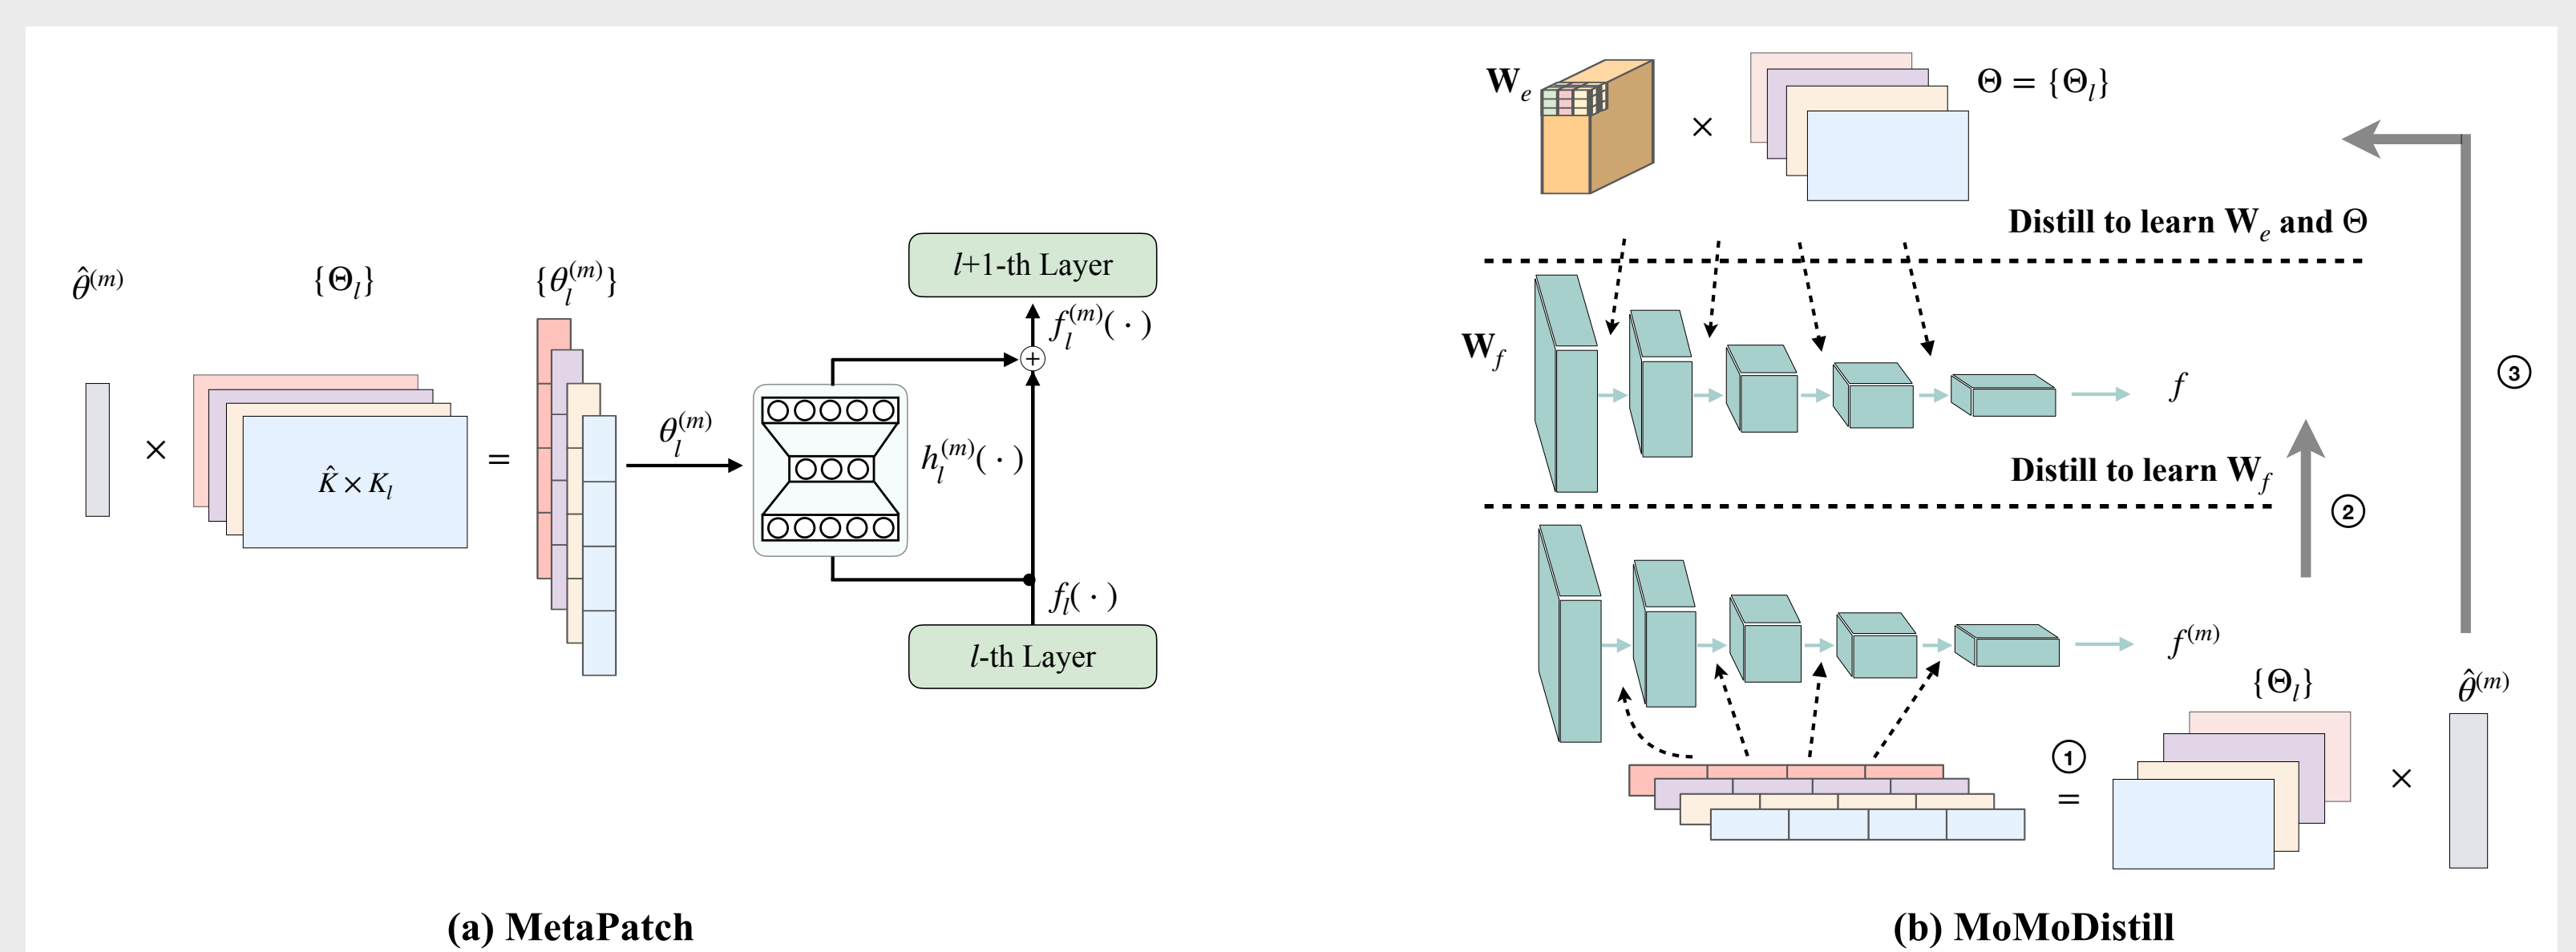 θ̂^(m)
{Θ_l}
{θ_l^(m)}
×
K̂ × K_l
=
θ_l^(m)
l+1-th Layer
f_l^(m)( · )
+
h_l^(m)( · )
f_l( · )
l-th Layer
(a) MetaPatch
W_e
×
Θ = {Θ_l}
Distill to learn W_e and Θ
W_f
f
3
Distill to learn W_f
2
f^(m)
{Θ_l}
θ̂^(m)
1
=
×
(b) MoMoDistill